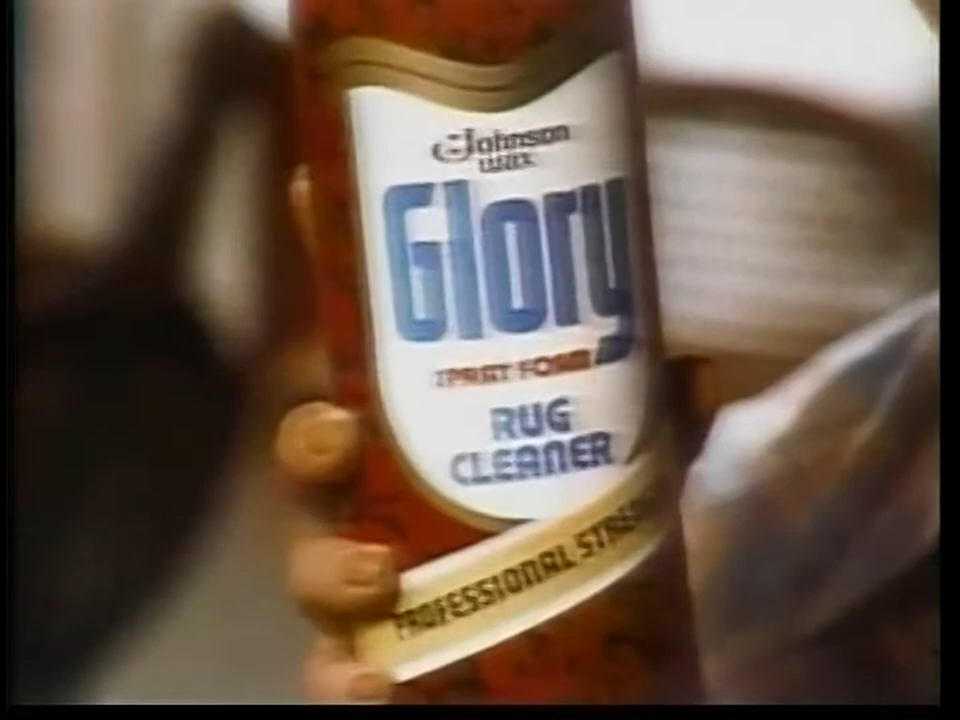 Johnson
wax
Glory
SPRAY FOAM
RUG
CLEANER
PROFESSIONAL